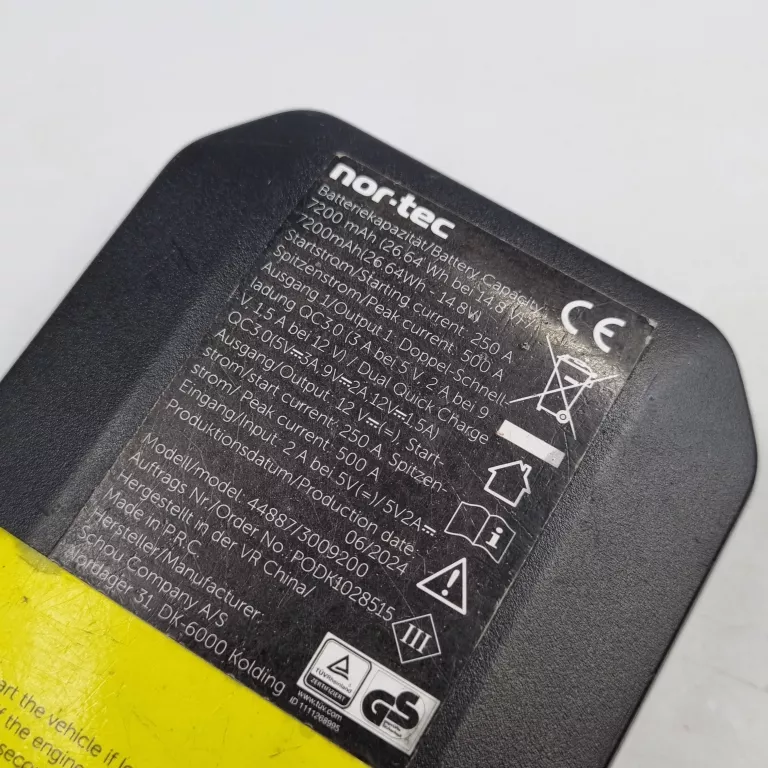 nor-tec
Batteriekapazität/Battery Capacity:
7200 mAh (26,64 Wh bei 14,8 V)/
7200mAh(26.64Wh - 14.8V)
Startstrom/Starting current: 250 A
Spitzenstrom/Peak current: 500 A
Ausgang 1/Output 1: Doppel-Schnell-
ladung QC3.0 (3 A bei 5 V, 2 A bei 9
V, 1.5 A bei 12 V) / Dual Quick Charge
QC3.0(5V⎓3A,9V⎓2A,12V⎓1.5A)
Ausgang/Output: 12 V⎓(=), Start-
strom/start current: 250 A, Spitzen-
strom/ Peak current: 500 A
Eingang/Input: 2 A bei 5V(=)/5V2A⎓
Produktionsdatum/Production date:
06/2024
Modell/model: 44887/3009200
Auftrags Nr/Order No.: PODK1028515
Hergestellt in der VR China/
Made in P.R.C
Hersteller/Manufacturer:
Schou Company A/S
Nordager 31, DK-6000 Kolding
CE
i
III
TÜVRheinland
ZERTIFIZIERT
www.tuv.com
ID 1111268995
GS
art the vehicle if
f the engine
secon